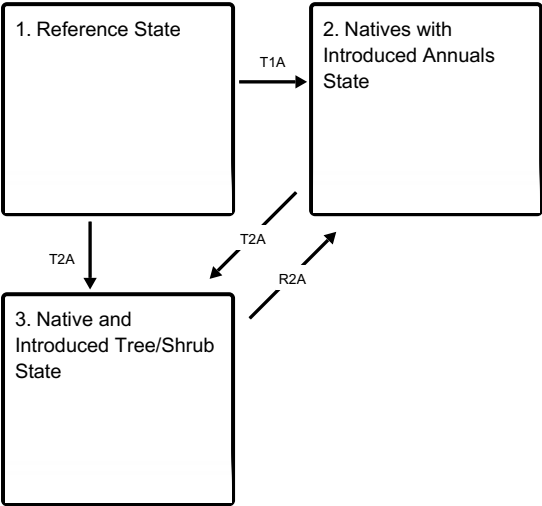 1. Reference State
T1A
2. Natives with
Introduced Annuals
State
T2A
T2A
R2A
3. Native and
Introduced Tree/Shrub
State